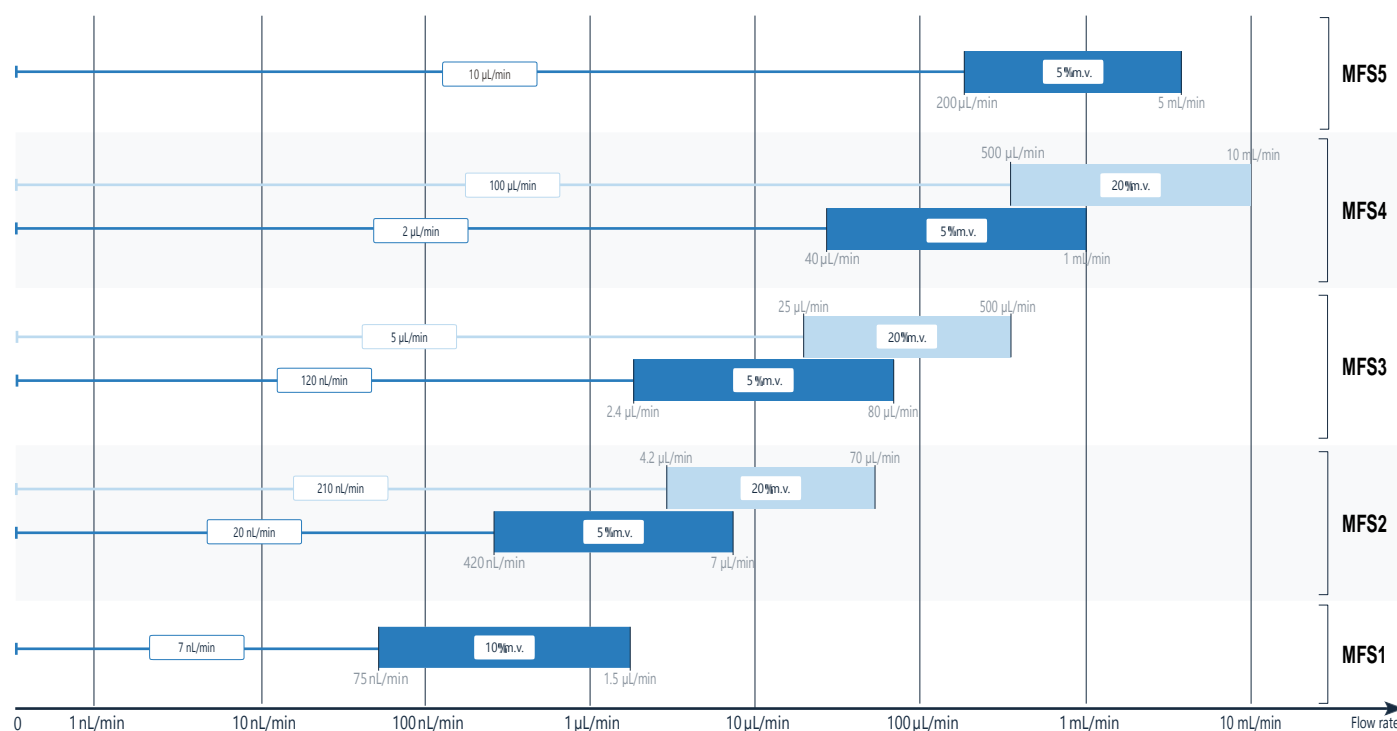 10 µL/min
5 %m.v.
MFS5
200 µL/min
5 mL/min
500 µL/min
10 mL/min
100 µL/min
20%m.v.
MFS4
2 µL/min
5%m.v.
40 µL/min
1 mL/min
25 µL/min
500 µL/min
5 µL/min
20%m.v.
MFS3
120 nL/min
5 %m.v.
2.4 µL/min
80 µL/min
4.2 µL/min
70 µL/min
210 nL/min
20%m.v.
MFS2
20 nL/min
5 %m.v.
420 nL/min
7 µL/min
7 nL/min
10%m.v.
MFS1
75 nL/min
1.5 µL/min
0 1 nL/min 10 nL/min 100 nL/min 1 µL/min 10 µL/min 100 µL/min 1 mL/min 10 mL/min Flow rate